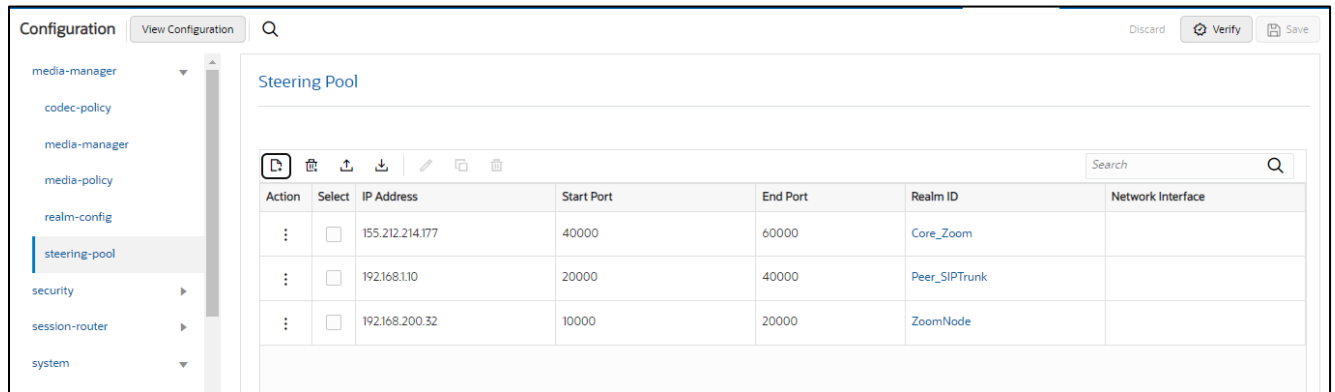 Configuration View Configuration Discard Verify Save
media-manager
codec-policy
media-manager
media-policy
realm-config
steering-pool
security
session-router
system
Steering Pool
Search
Action Select IP Address Start Port End Port Realm ID Network Interface
155.212.214.177 40000 60000 Core_Zoom
192.168.1.10 20000 40000 Peer_SIPTrunk
192.168.200.32 10000 20000 ZoomNode